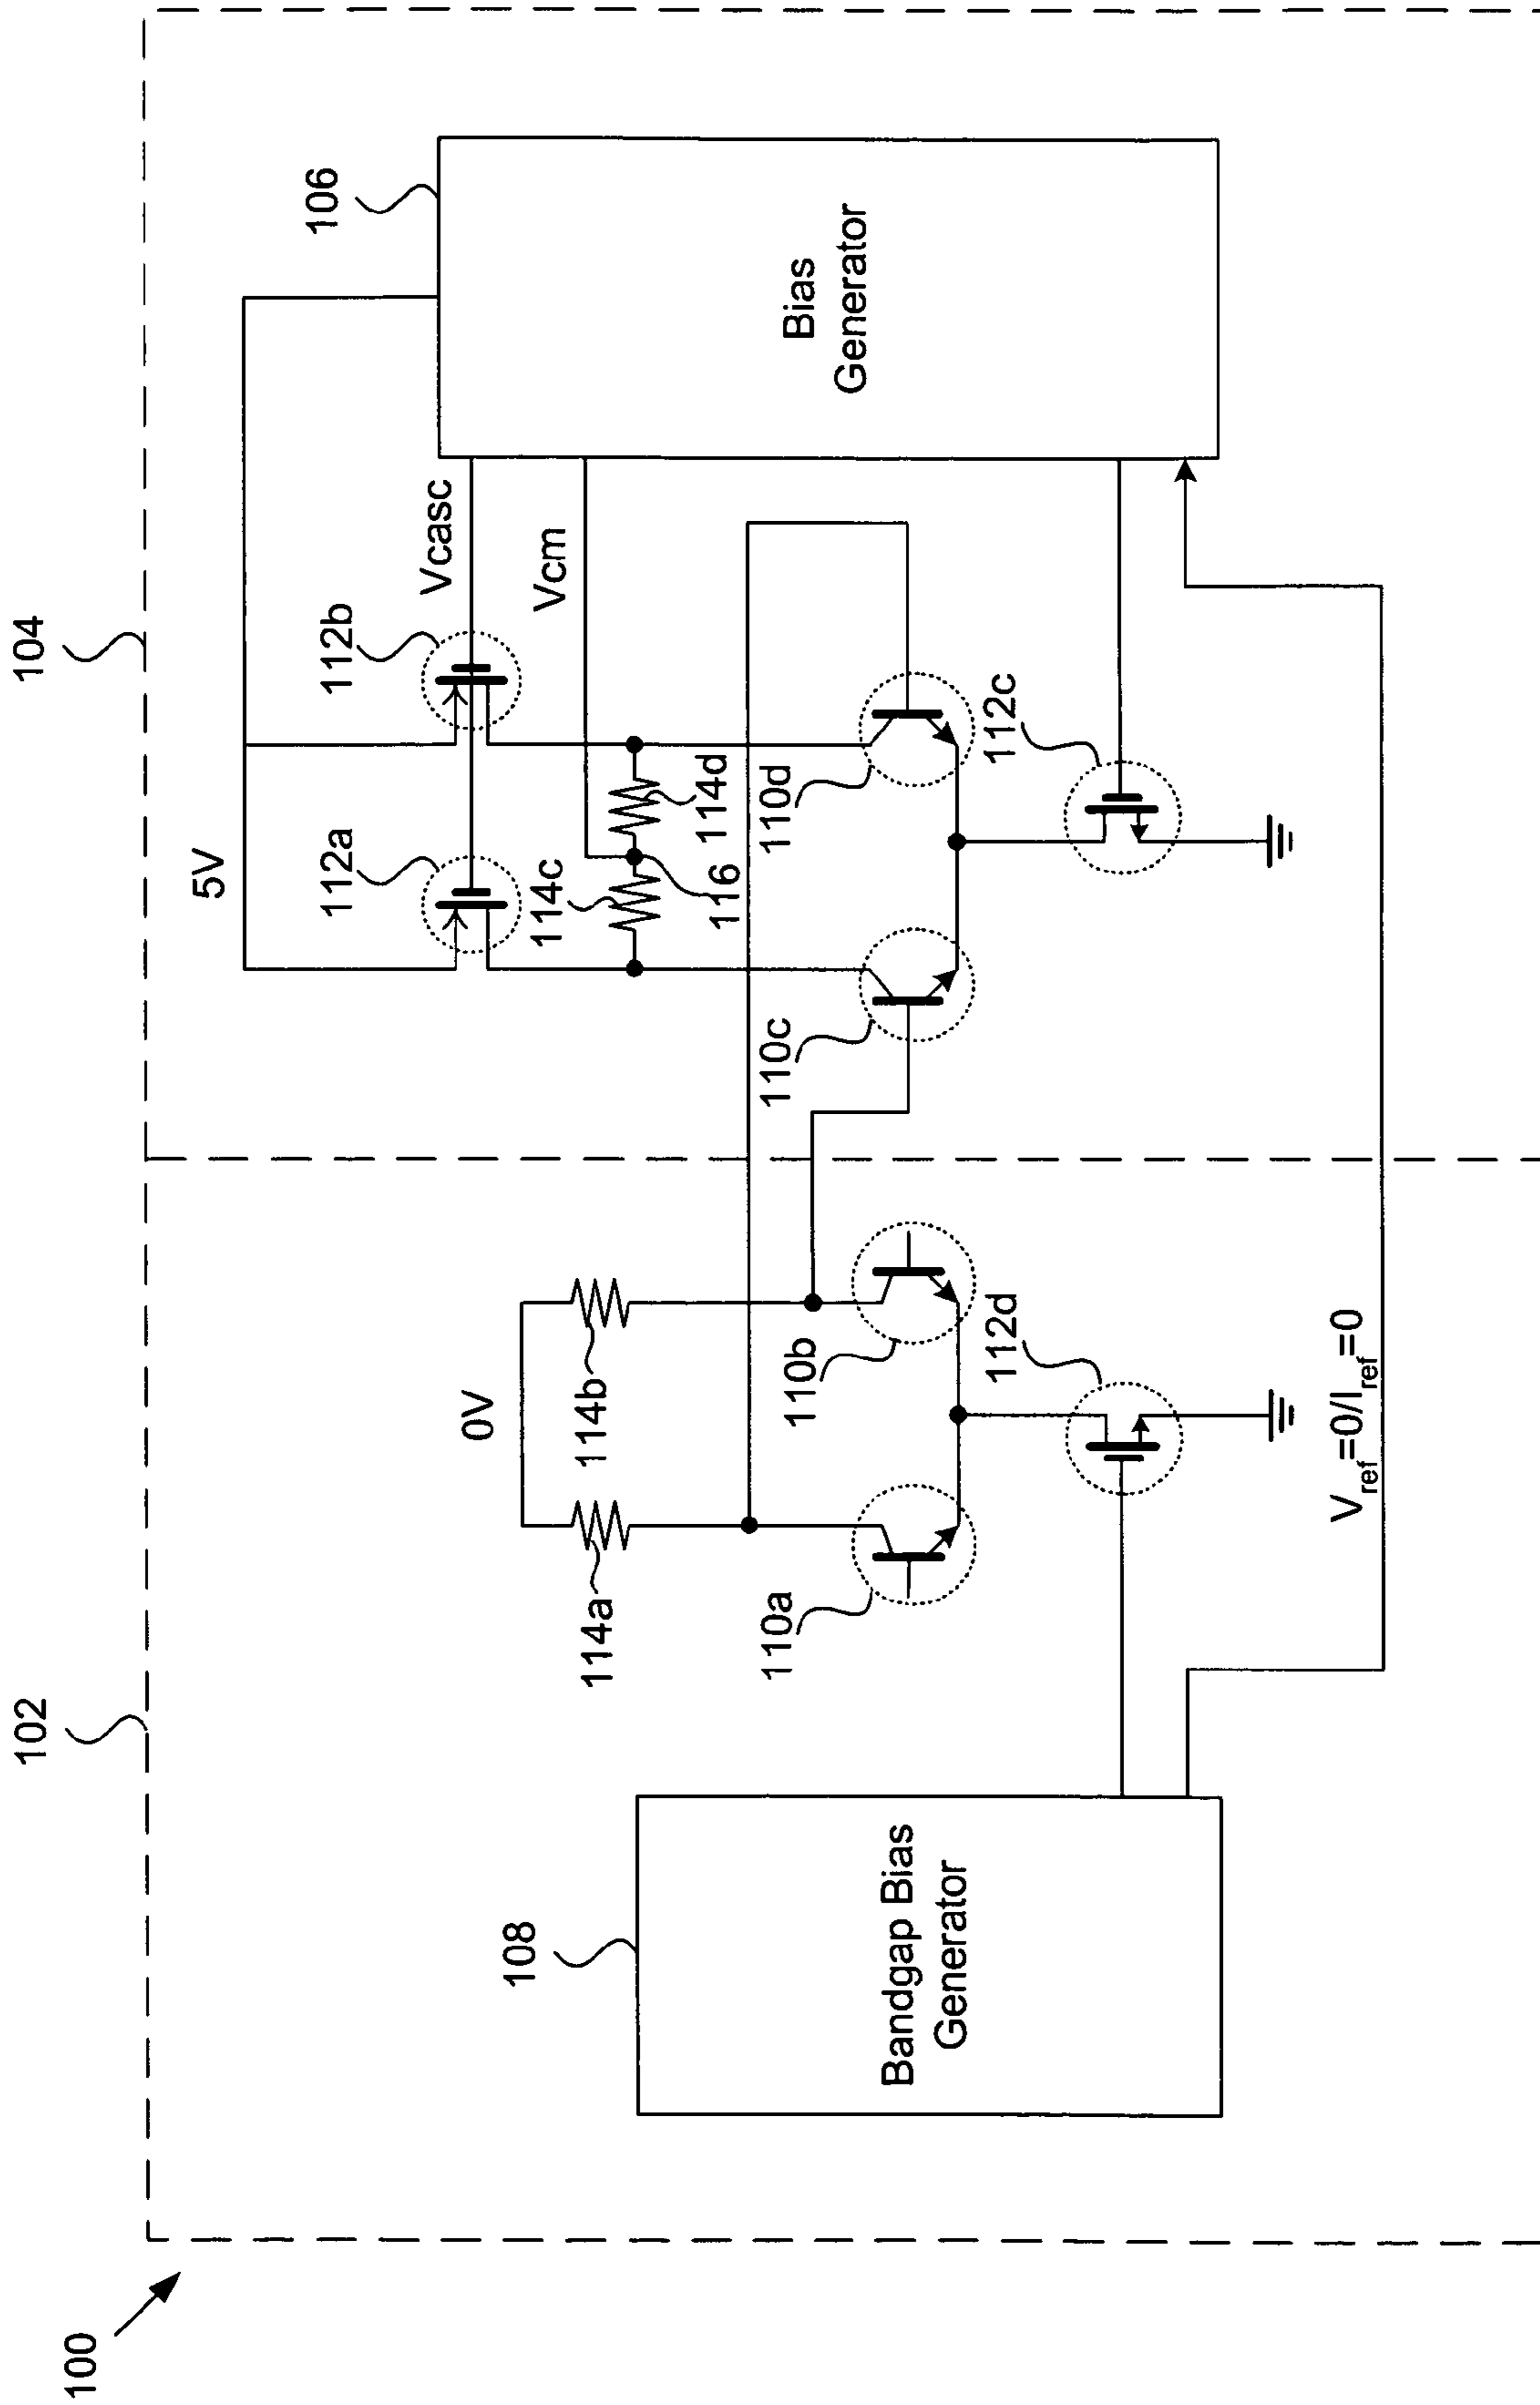 100
102
104
108
Bandgap Bias
Generator
106
Bias
Generator
0V
5V
114a
114b
110a
110b
112d
112a
112b
Vcasc
Vcm
114c
114d
116
110c
110d
112c
Vref=0/Iref=0